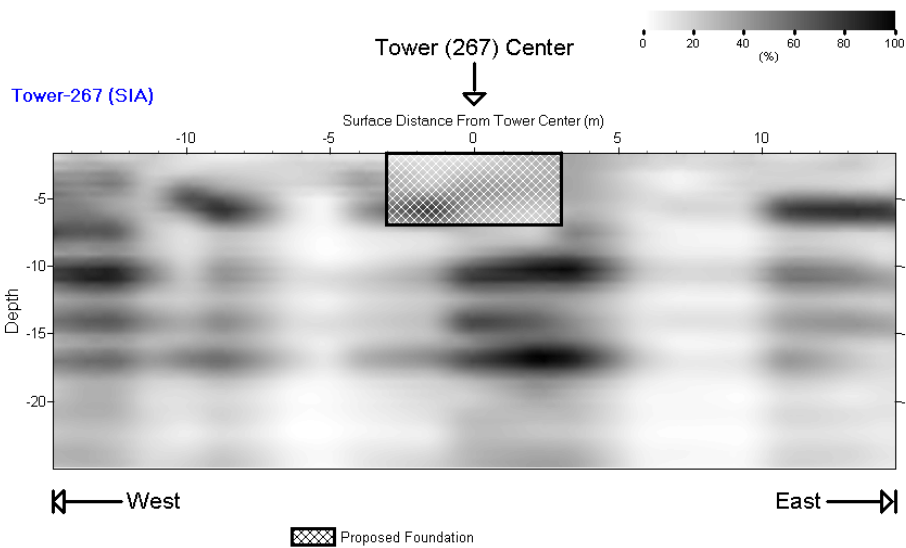 0 20 40 60 80 100
(%)
Tower (267) Center
Tower-267 (SIA)
Surface Distance From Tower Center (m)
-10 -5 0 5 10
-5
-10
-15
-20
Depth
West
East
Proposed Foundation